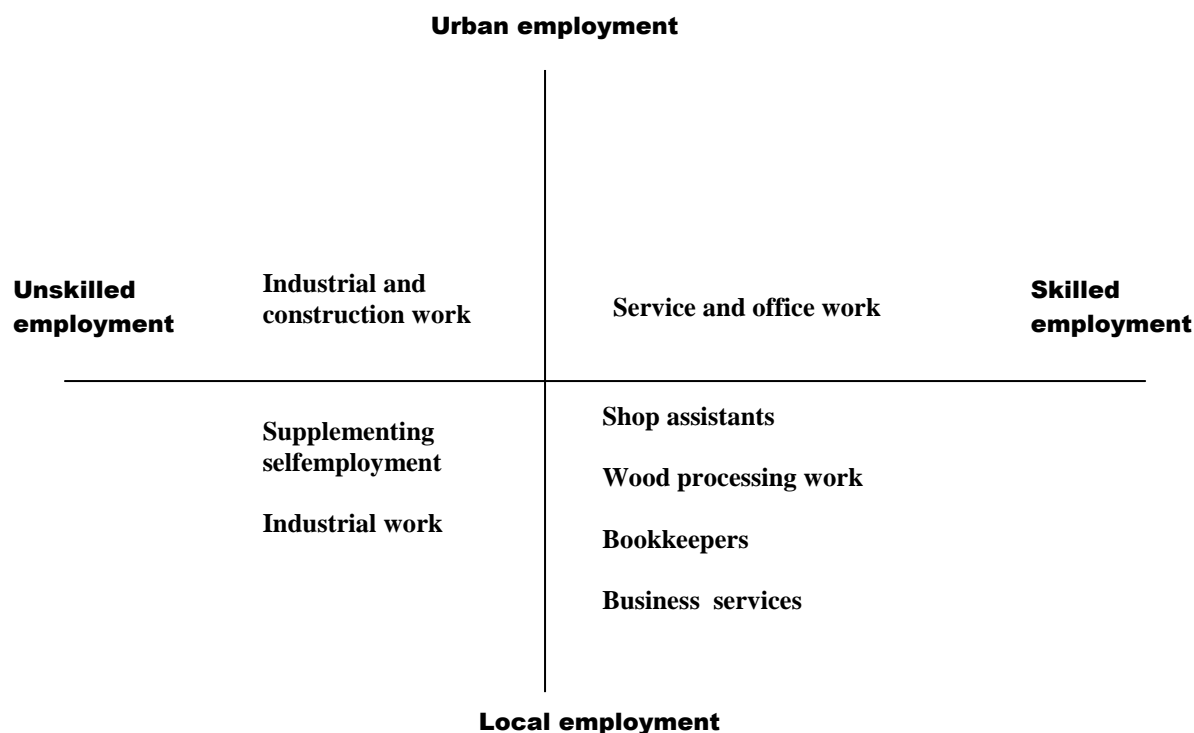 Urban employment
Unskilled
employment
Industrial and
construction work
Service and office work
Skilled
employment
Supplementing
selfemployment
Industrial work
Shop assistants
Wood processing work
Bookkeepers
Business services
Local employment